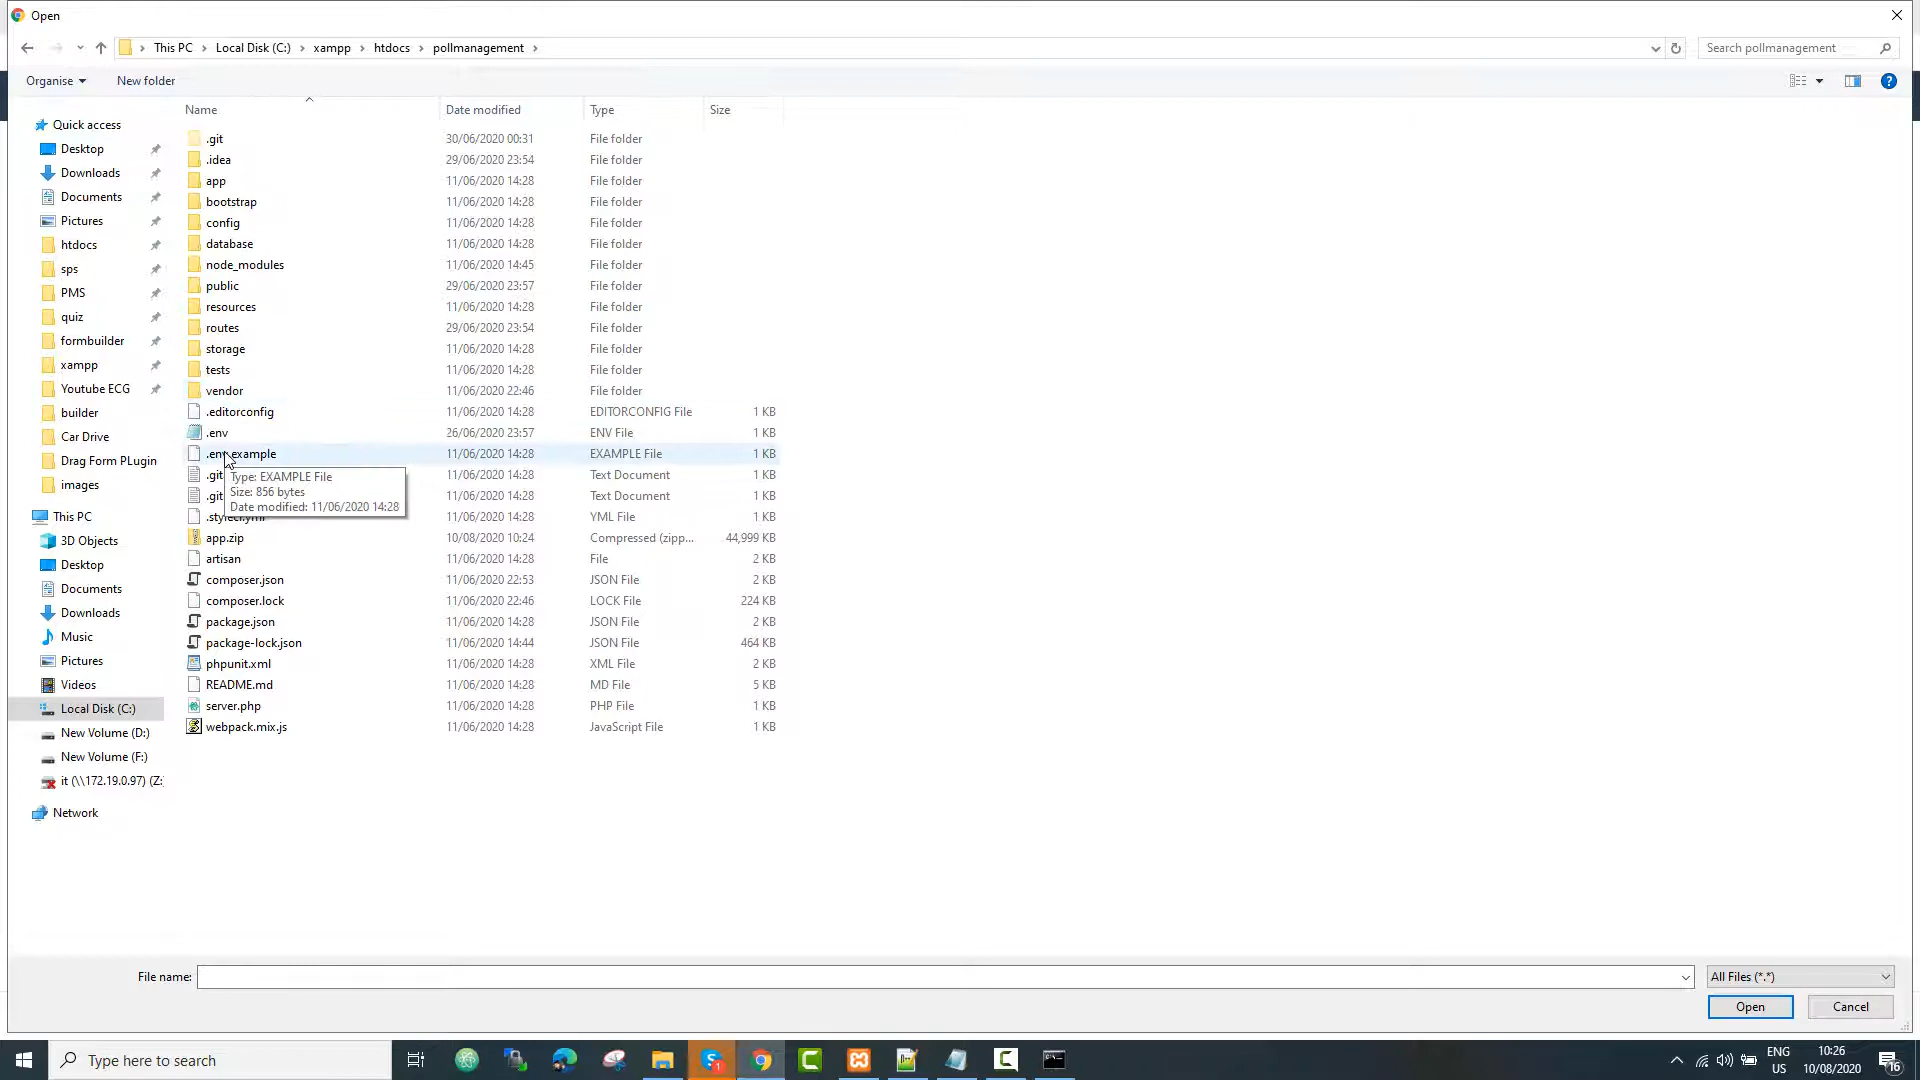 Open
This PC > Local Disk (C:) > xampp > htdocs > pollmanagement >
Search pollmanagement
Organise
New folder
Name Date modified Type Size
Quick access
Desktop
Downloads
Documents
Pictures
htdocs
sps
PMS
quiz
formbuilder
xampp
Youtube ECG
builder
Car Drive
Drag Form PLugin
images
This PC
3D Objects
Desktop
Documents
Downloads
Music
Pictures
Videos
Local Disk (C:)
New Volume (D:)
New Volume (F:)
it (\\172.19.0.97) (Z:
Network
.git 30/06/2020 00:31 File folder
.idea 29/06/2020 23:54 File folder
app 11/06/2020 14:28 File folder
bootstrap 11/06/2020 14:28 File folder
config 11/06/2020 14:28 File folder
database 11/06/2020 14:28 File folder
node_modules 11/06/2020 14:45 File folder
public 29/06/2020 23:57 File folder
resources 11/06/2020 14:28 File folder
routes 29/06/2020 23:54 File folder
storage 11/06/2020 14:28 File folder
tests 11/06/2020 14:28 File folder
vendor 11/06/2020 22:46 File folder
.editorconfig 11/06/2020 14:28 EDITORCONFIG File 1 KB
.env 26/06/2020 23:57 ENV File 1 KB
.env.example 11/06/2020 14:28 EXAMPLE File 1 KB
.git 11/06/2020 14:28 Text Document 1 KB
.git 11/06/2020 14:28 Text Document 1 KB
.styleci.yml 11/06/2020 14:28 YML File 1 KB
Type: EXAMPLE File
Size: 856 bytes
Date modified: 11/06/2020 14:28
app.zip 10/08/2020 10:24 Compressed (zipp... 44,999 KB
artisan 11/06/2020 14:28 File 2 KB
composer.json 11/06/2020 22:53 JSON File 2 KB
composer.lock 11/06/2020 22:46 LOCK File 224 KB
package.json 11/06/2020 14:28 JSON File 2 KB
package-lock.json 11/06/2020 14:44 JSON File 464 KB
phpunit.xml 11/06/2020 14:28 XML File 2 KB
README.md 11/06/2020 14:28 MD File 5 KB
server.php 11/06/2020 14:28 PHP File 1 KB
webpack.mix.js 11/06/2020 14:28 JavaScript File 1 KB
File name:
All Files (*.*)
Open
Cancel
Type here to search
ENG
US
10:26
10/08/2020
16